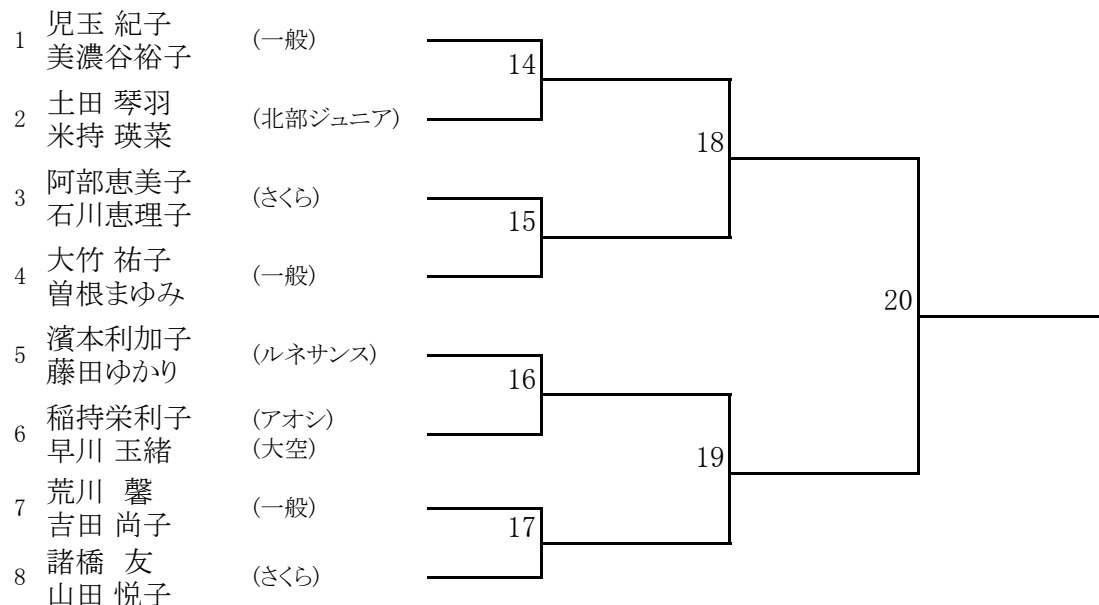 1 児玉 紀子 (一般)
美濃谷裕子
14
2 土田 琴羽 (北部ジュニア)
米持 瑛菜
18
3 阿部恵美子 (さくら)
石川恵理子
15
4 大竹 祐子 (一般)
曽根まゆみ
20
5 濱本利加子 (ルネサンス)
藤田ゆかり
16
6 稲持栄利子 (アオシ)
早川 玉緒 (大空)
19
7 荒川 馨 (一般)
吉田 尚子
17
8 諸橋 友 (さくら)
山田 悦子